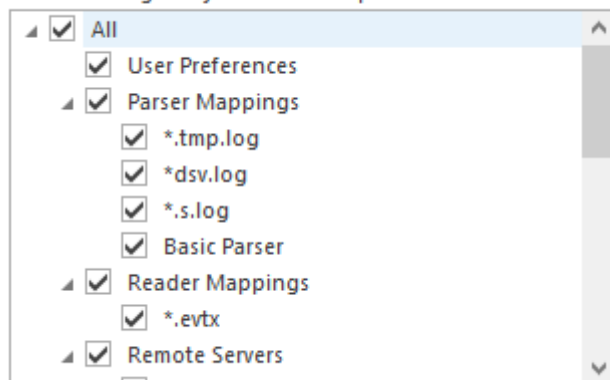 All
User Preferences
Parser Mappings
*.tmp.log
*dsv.log
*.s.log
Basic Parser
Reader Mappings
*.evtx
Remote Servers